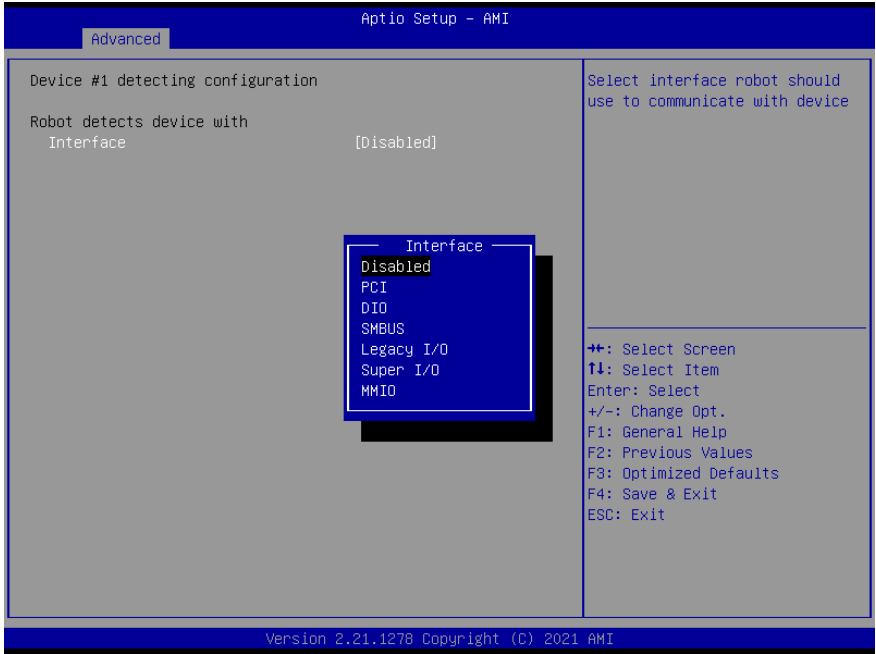 Aptio Setup – AMI
Advanced
Device #1 detecting configuration
Robot detects device with
Interface [Disabled]
Select interface robot should
use to communicate with device
Interface
Disabled
PCI
DIO
SMBUS
Legacy I/O
Super I/O
MMIO
→←: Select Screen
↑↓: Select Item
Enter: Select
+/-: Change Opt.
F1: General Help
F2: Previous Values
F3: Optimized Defaults
F4: Save & Exit
ESC: Exit
Version 2.21.1278 Copyright (C) 2021 AMI